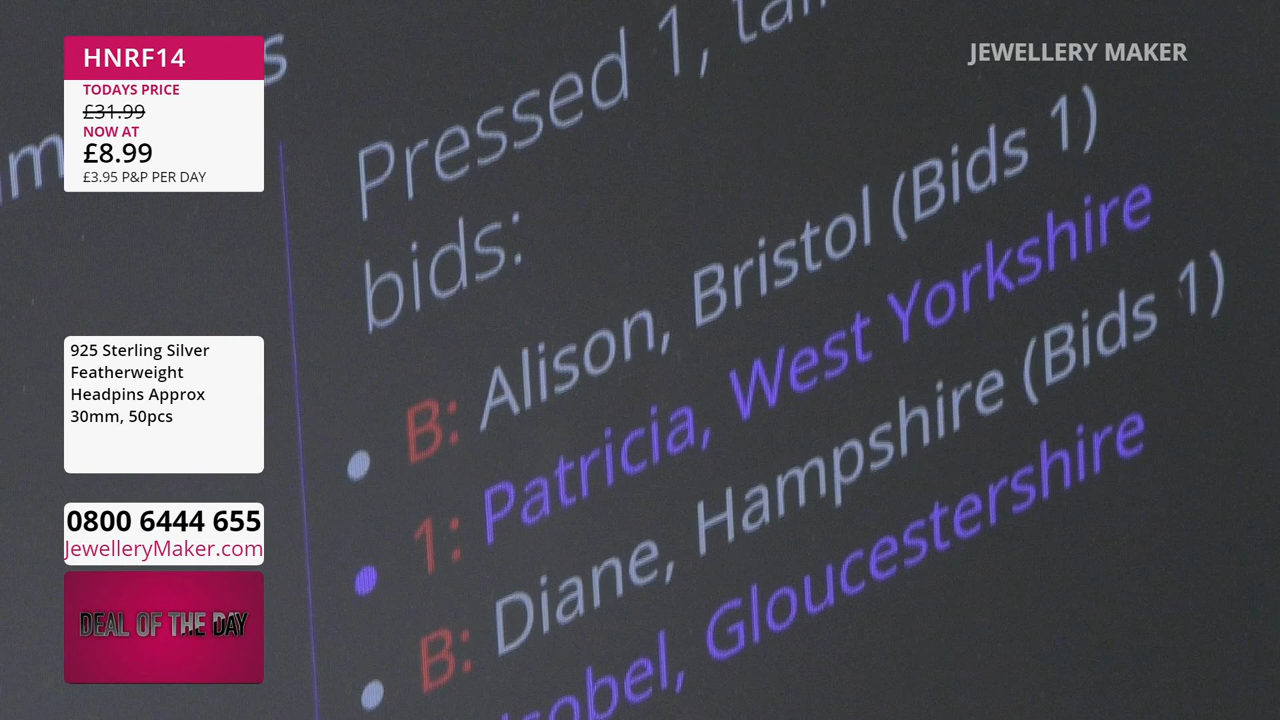 HNRF14
TODAYS PRICE
£31.99
NOW AT
£8.99
£3.95 P&P PER DAY
JEWELLERY MAKER
Pressed 1,
bids:
B: Alison, Bristol (Bids 1)
1: Patricia, West Yorkshire
B: Diane, Hampshire (Bids 1)
Gloucestershire
925 Sterling Silver
Featherweight
Headpins Approx
30mm, 50pcs
0800 6444 655
JewelleryMaker.com
DEAL OF THE DAY